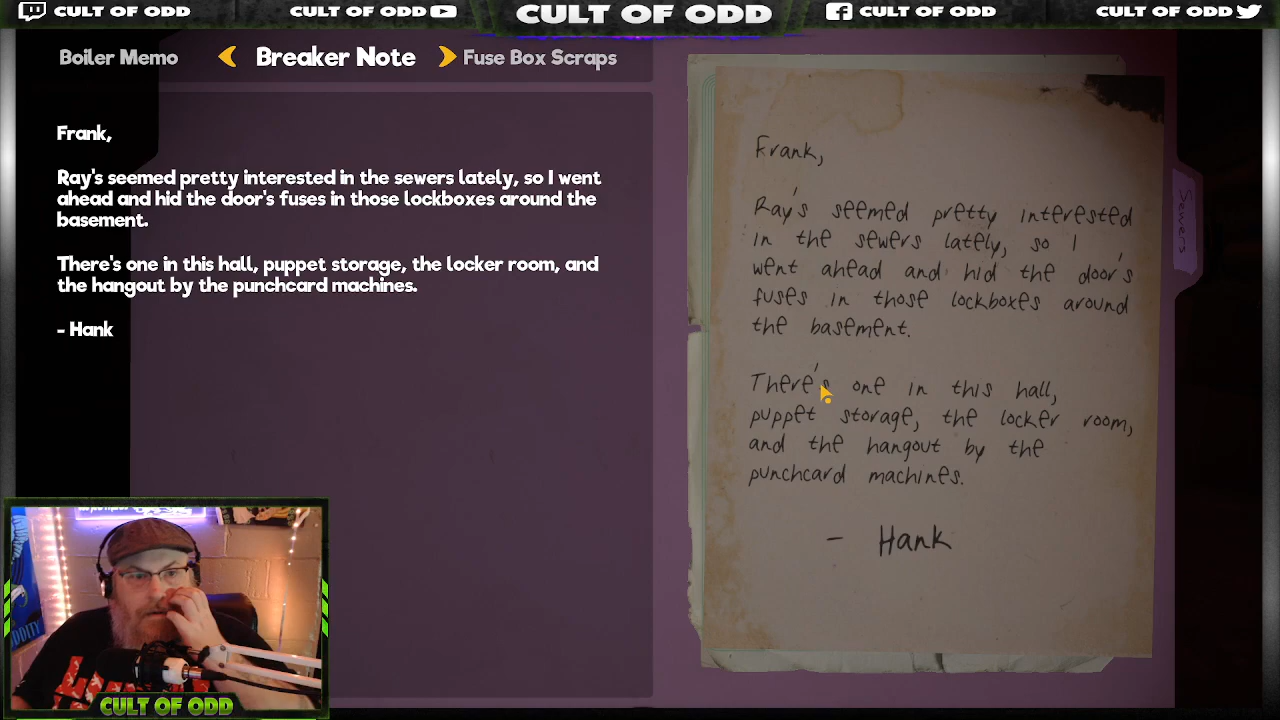 CULT OF ODD
CULT OF ODD
CULT OF ODD
CULT OF ODD
CULT OF ODD
Boiler Memo
Breaker Note
Fuse Box Scraps
Frank,
Ray's seemed pretty interested in the sewers lately, so I went
ahead and hid the door's fuses in those lockboxes around the
basement.
There's one in this hall, puppet storage, the locker room, and
the hangout by the punchcard machines.
- Hank
Frank,
Ray's seemed pretty interested
in the sewers lately, so I
went ahead and hid the door's
fuses in those lockboxes around
the basement.
There's one in this hall,
puppet storage, the locker room,
and the hangout by the
punchcard machines.
- Hank
Sewers
DDITY
CULT OF ODD